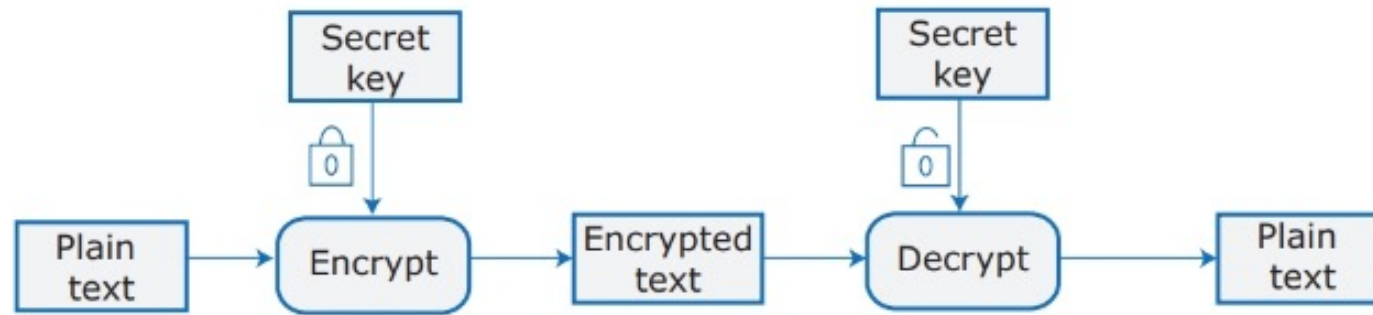 Secret
key
Secret
key
0
0
Plain
text
Encrypt
Encrypted
text
Decrypt
Plain
text